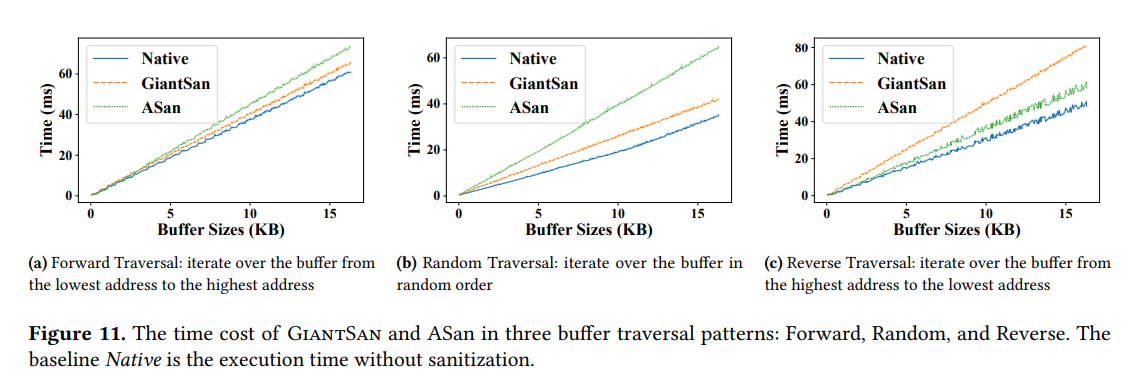 Native
GiantSan
ASan
60
40
20
0
Time (ms)
0 5 10 15
Buffer Sizes (KB)
Native
GiantSan
ASan
60
40
20
0
Time (ms)
0 5 10 15
Buffer Sizes (KB)
Native
GiantSan
ASan
80
60
40
20
0
Time (ms)
0 5 10 15
Buffer Sizes (KB)
(a) Forward Traversal: iterate over the buffer from
the lowest address to the highest address
(b) Random Traversal: iterate over the buffer in
random order
(c) Reverse Traversal: iterate over the buffer from
the highest address to the lowest address
Figure 11. The time cost of GiantSan and ASan in three buffer traversal patterns: Forward, Random, and Reverse. The
baseline Native is the execution time without sanitization.